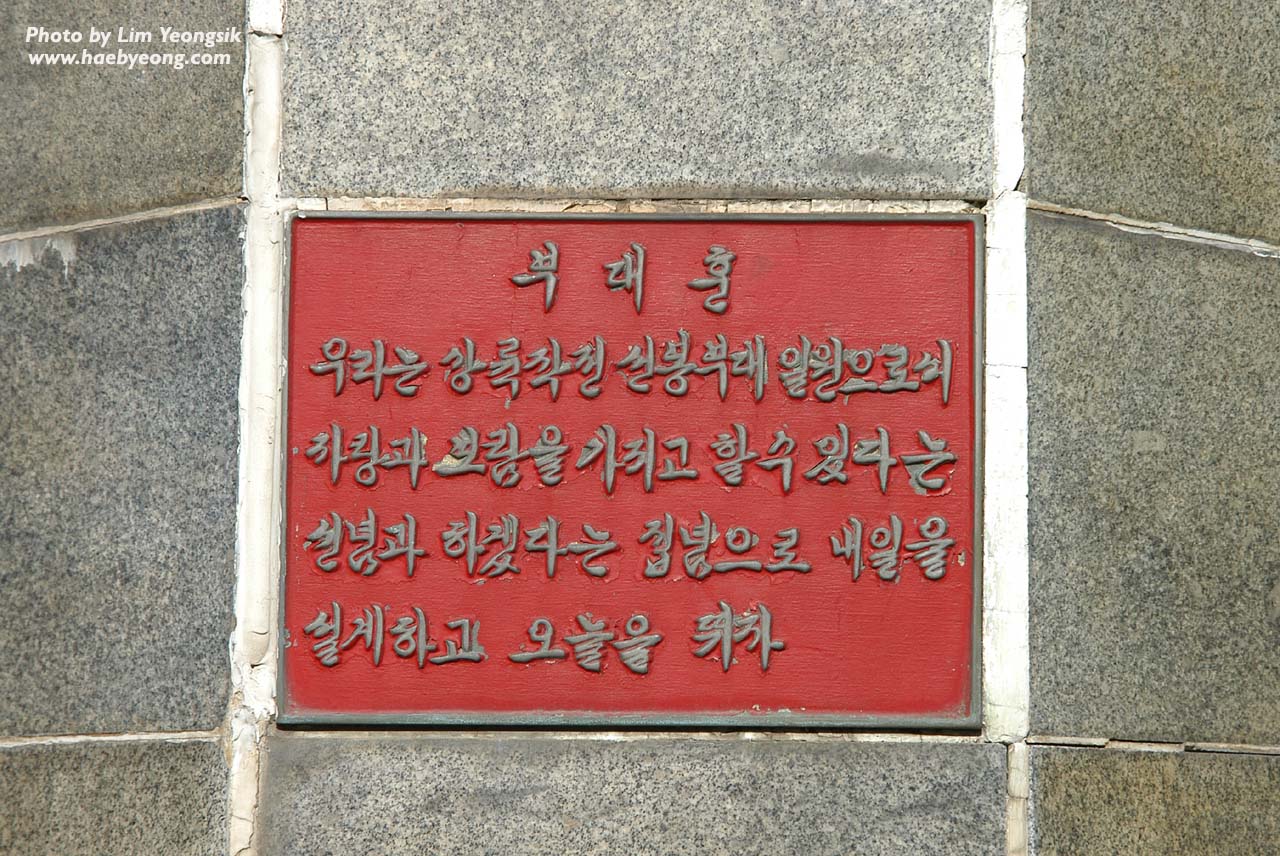 Photo by Lim Yeongsik
www.haebyeong.com
부대훈
우리는 상륙작전 선봉부대 일원으로서
자랑과 보람을 가지고 할수 있다는
신념과 하겠다는 집념으로 내일을
설계하고 오늘을 뛰자